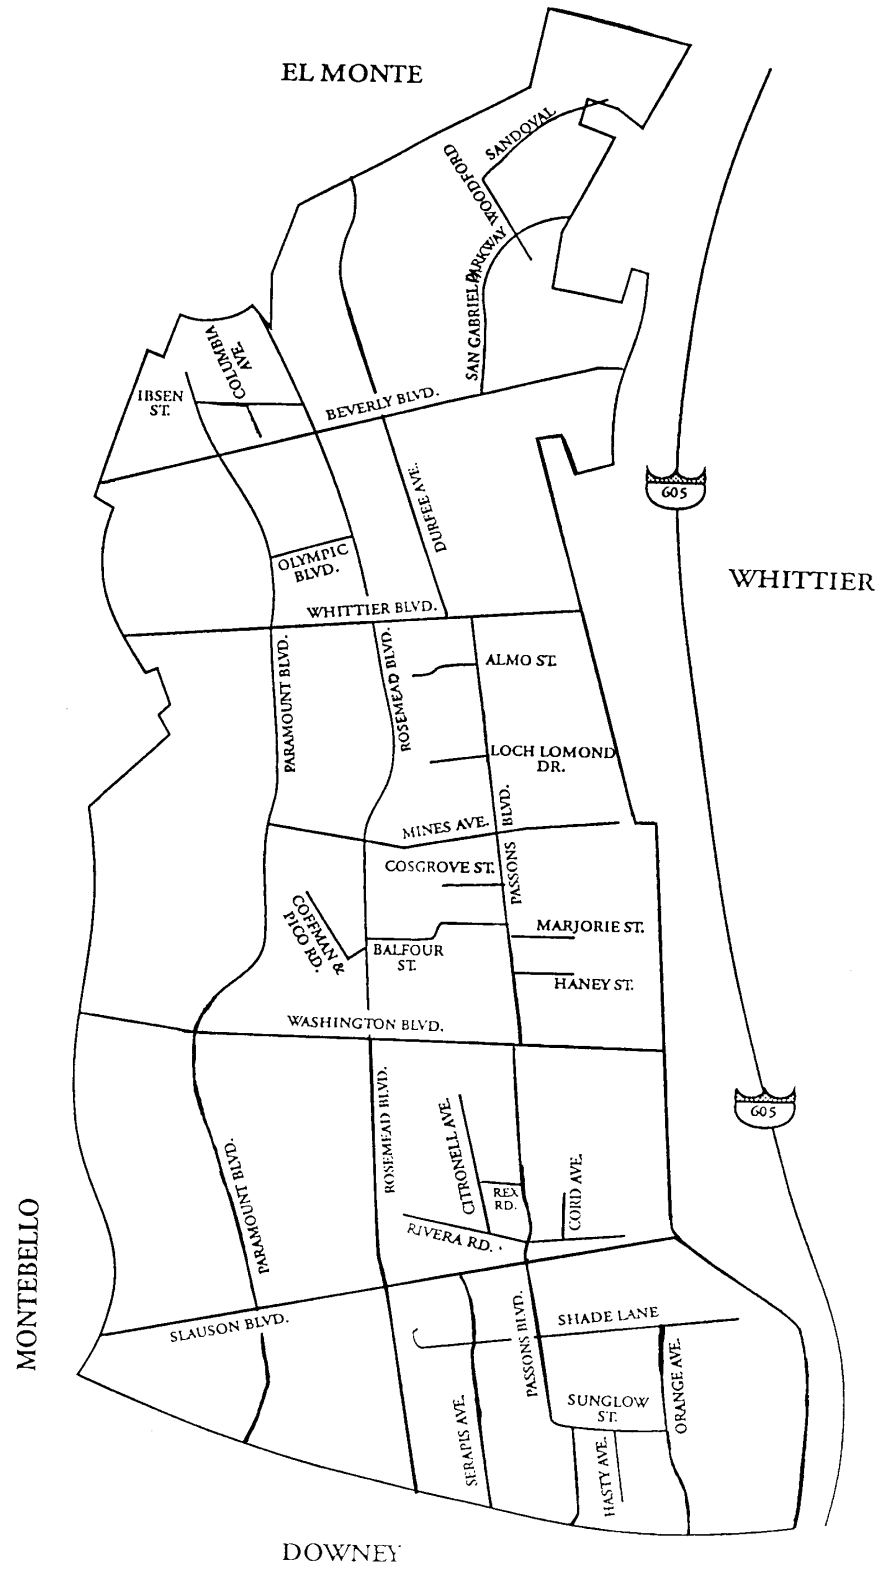 EL MONTE
SANDOVAL
WOODFORD
SAN GABRIEL PARKWAY
COLUMBIA
AVE.
IBSEN
ST.
BEVERLY BLVD.
DURFEE AVE.
605
OLYMPIC
BLVD.
WHITTIER
WHITTIER BLVD.
PARAMOUNT BLVD.
ROSEMEAD BLVD.
ALMO ST.
LOCH LOMOND
DR.
PASSONS BLVD.
MINES AVE.
COSGROVE ST.
COFFMAN &
PICO RD.
BALFOUR
ST.
MARJORIE ST.
HANEY ST.
WASHINGTON BLVD.
ROSEMEAD BLVD.
605
CITRONELL AVE.
REX
RD.
CORD AVE.
PARAMOUNT BLVD.
RIVERA RD.
MONTEBELLO
SLAUSON BLVD.
PASSONS BLVD.
SHADE LANE
ORANGE AVE.
SERAPIS AVE.
SUNGLOW
ST.
HASTY AVE.
DOWNEY